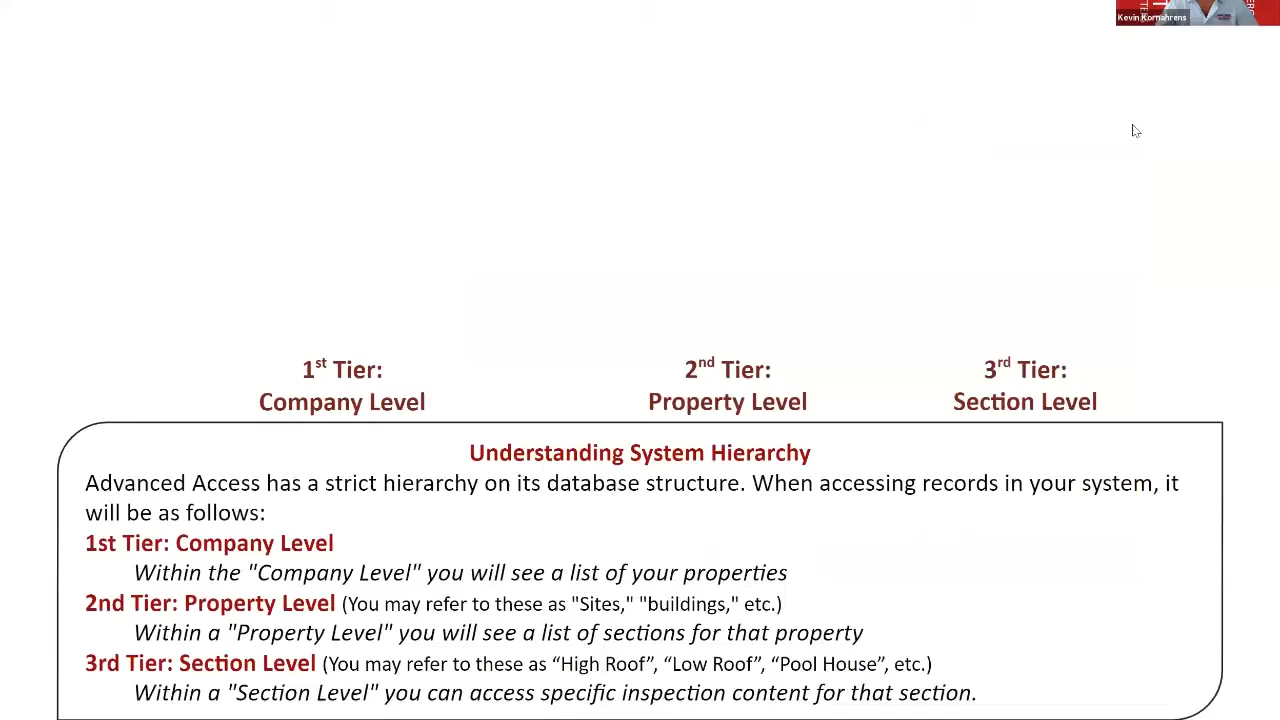 Kevin Kornahrens
1st Tier:
Company Level
2nd Tier:
Property Level
3rd Tier:
Section Level
Understanding System Hierarchy
Advanced Access has a strict hierarchy on its database structure. When accessing records in your system, it
will be as follows:
1st Tier: Company Level
Within the "Company Level" you will see a list of your properties
2nd Tier: Property Level (You may refer to these as "Sites," "buildings," etc.)
Within a "Property Level" you will see a list of sections for that property
3rd Tier: Section Level (You may refer to these as “High Roof”, “Low Roof”, “Pool House”, etc.)
Within a "Section Level" you can access specific inspection content for that section.